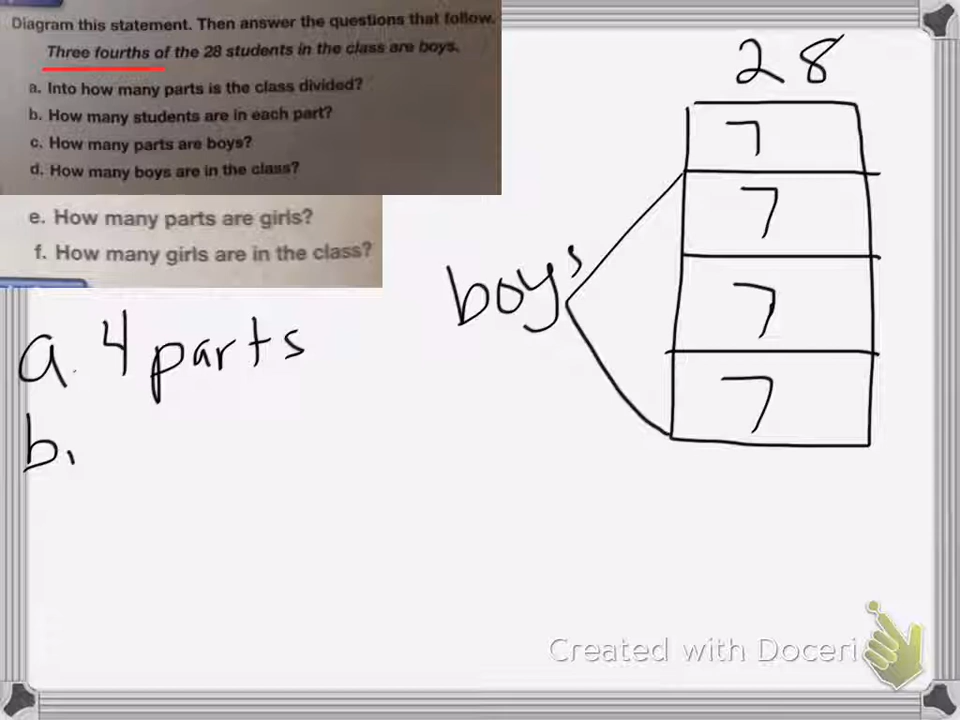 Diagram this statement. Then answer the questions that follow.
Three fourths of the 28 students in the class are boys.
a. Into how many parts is the class divided?
b. How many students are in each part?
c. How many parts are boys?
d. How many boys are in the class?
e. How many parts are girls?
f. How many girls are in the class?
28
7
7
7
7
boys
a. 4 parts
b.
Created with Doceri